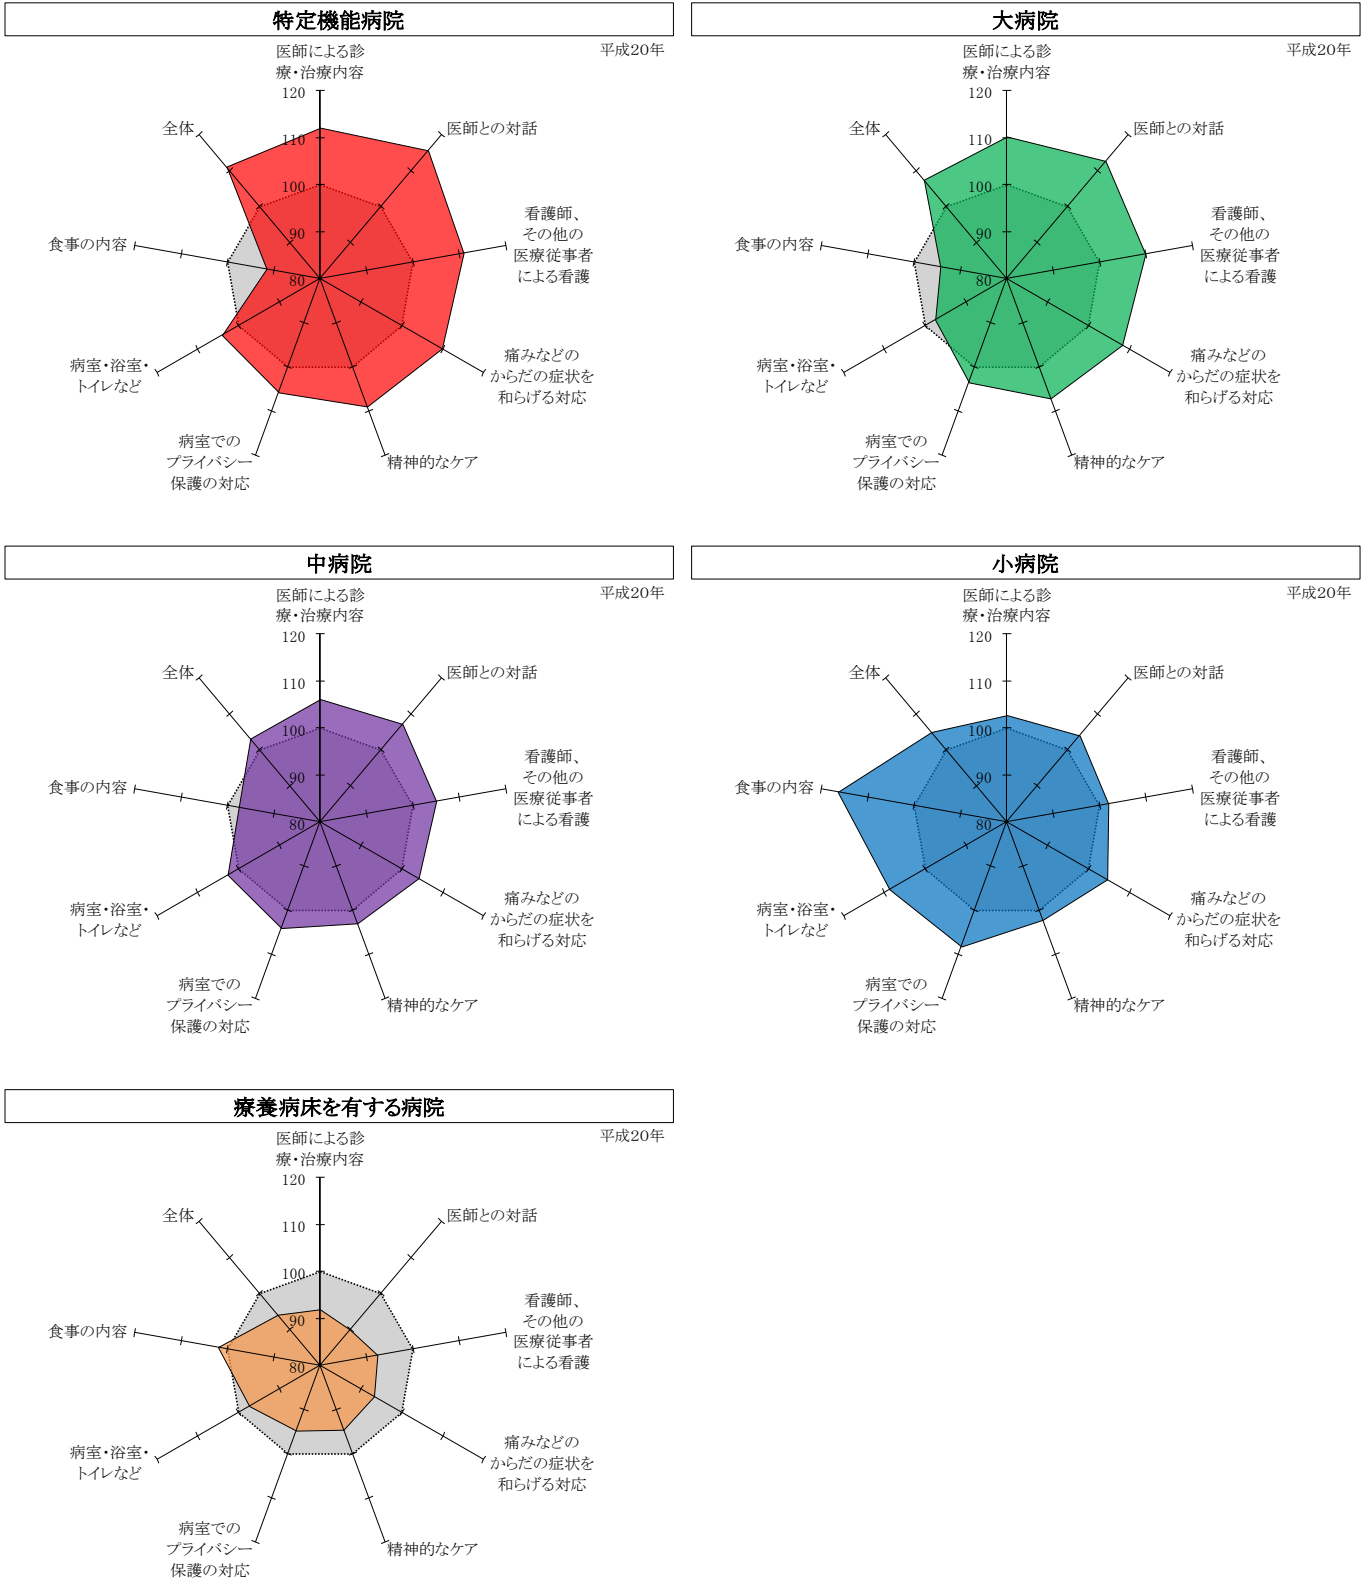 特定機能病院
平成20年
医師による診
療・治療内容
120
110
100
90
80
医師との対話
看護師、
その他の
医療従事者
による看護
痛みなどの
からだの症状を
和らげる対応
精神的なケア
病室での
プライバシー
保護の対応
病室・浴室・
トイレなど
食事の内容
全体
大病院
平成20年
医師による診
療・治療内容
120
110
100
90
80
医師との対話
看護師、
その他の
医療従事者
による看護
痛みなどの
からだの症状を
和らげる対応
精神的なケア
病室での
プライバシー
保護の対応
病室・浴室・
トイレなど
食事の内容
全体
中病院
平成20年
医師による診
療・治療内容
120
110
100
90
80
医師との対話
看護師、
その他の
医療従事者
による看護
痛みなどの
からだの症状を
和らげる対応
精神的なケア
病室での
プライバシー
保護の対応
病室・浴室・
トイレなど
食事の内容
全体
小病院
平成20年
医師による診
療・治療内容
120
110
100
90
80
医師との対話
看護師、
その他の
医療従事者
による看護
痛みなどの
からだの症状を
和らげる対応
精神的なケア
病室での
プライバシー
保護の対応
病室・浴室・
トイレなど
食事の内容
全体
療養病床を有する病院
平成20年
医師による診
療・治療内容
120
110
100
90
80
医師との対話
看護師、
その他の
医療従事者
による看護
痛みなどの
からだの症状を
和らげる対応
精神的なケア
病室での
プライバシー
保護の対応
病室・浴室・
トイレなど
食事の内容
全体